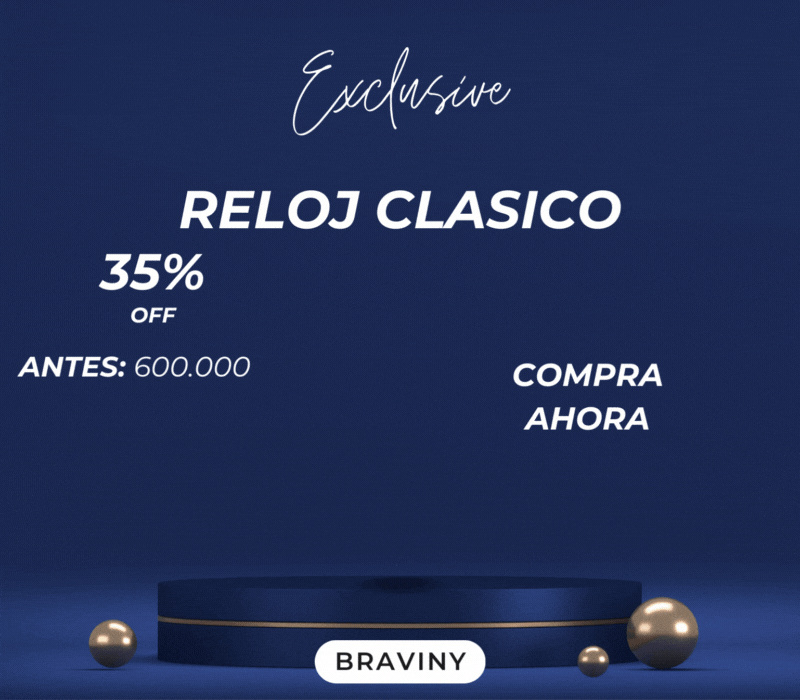 Exclusive
RELOJ CLASICO
35%
OFF
ANTES: 600.000
COMPRA
AHORA
BRAVINY